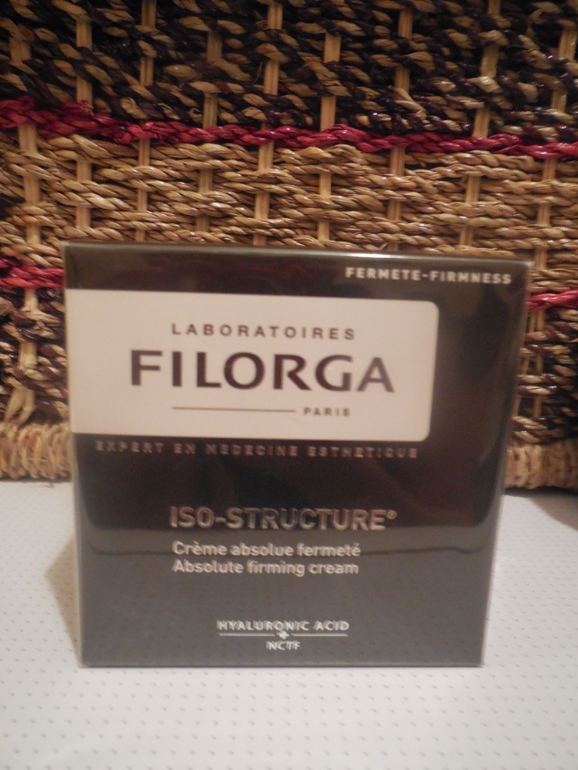 FERMETE-FIRMNESS
LABORATOIRES
FILORGA
PARIS
EXPERT EN MEDECINE ESTHETIQUE
ISO-STRUCTURE®
Crème absolue fermeté
Absolute firming cream
HYALURONIC ACID
+
NCTF